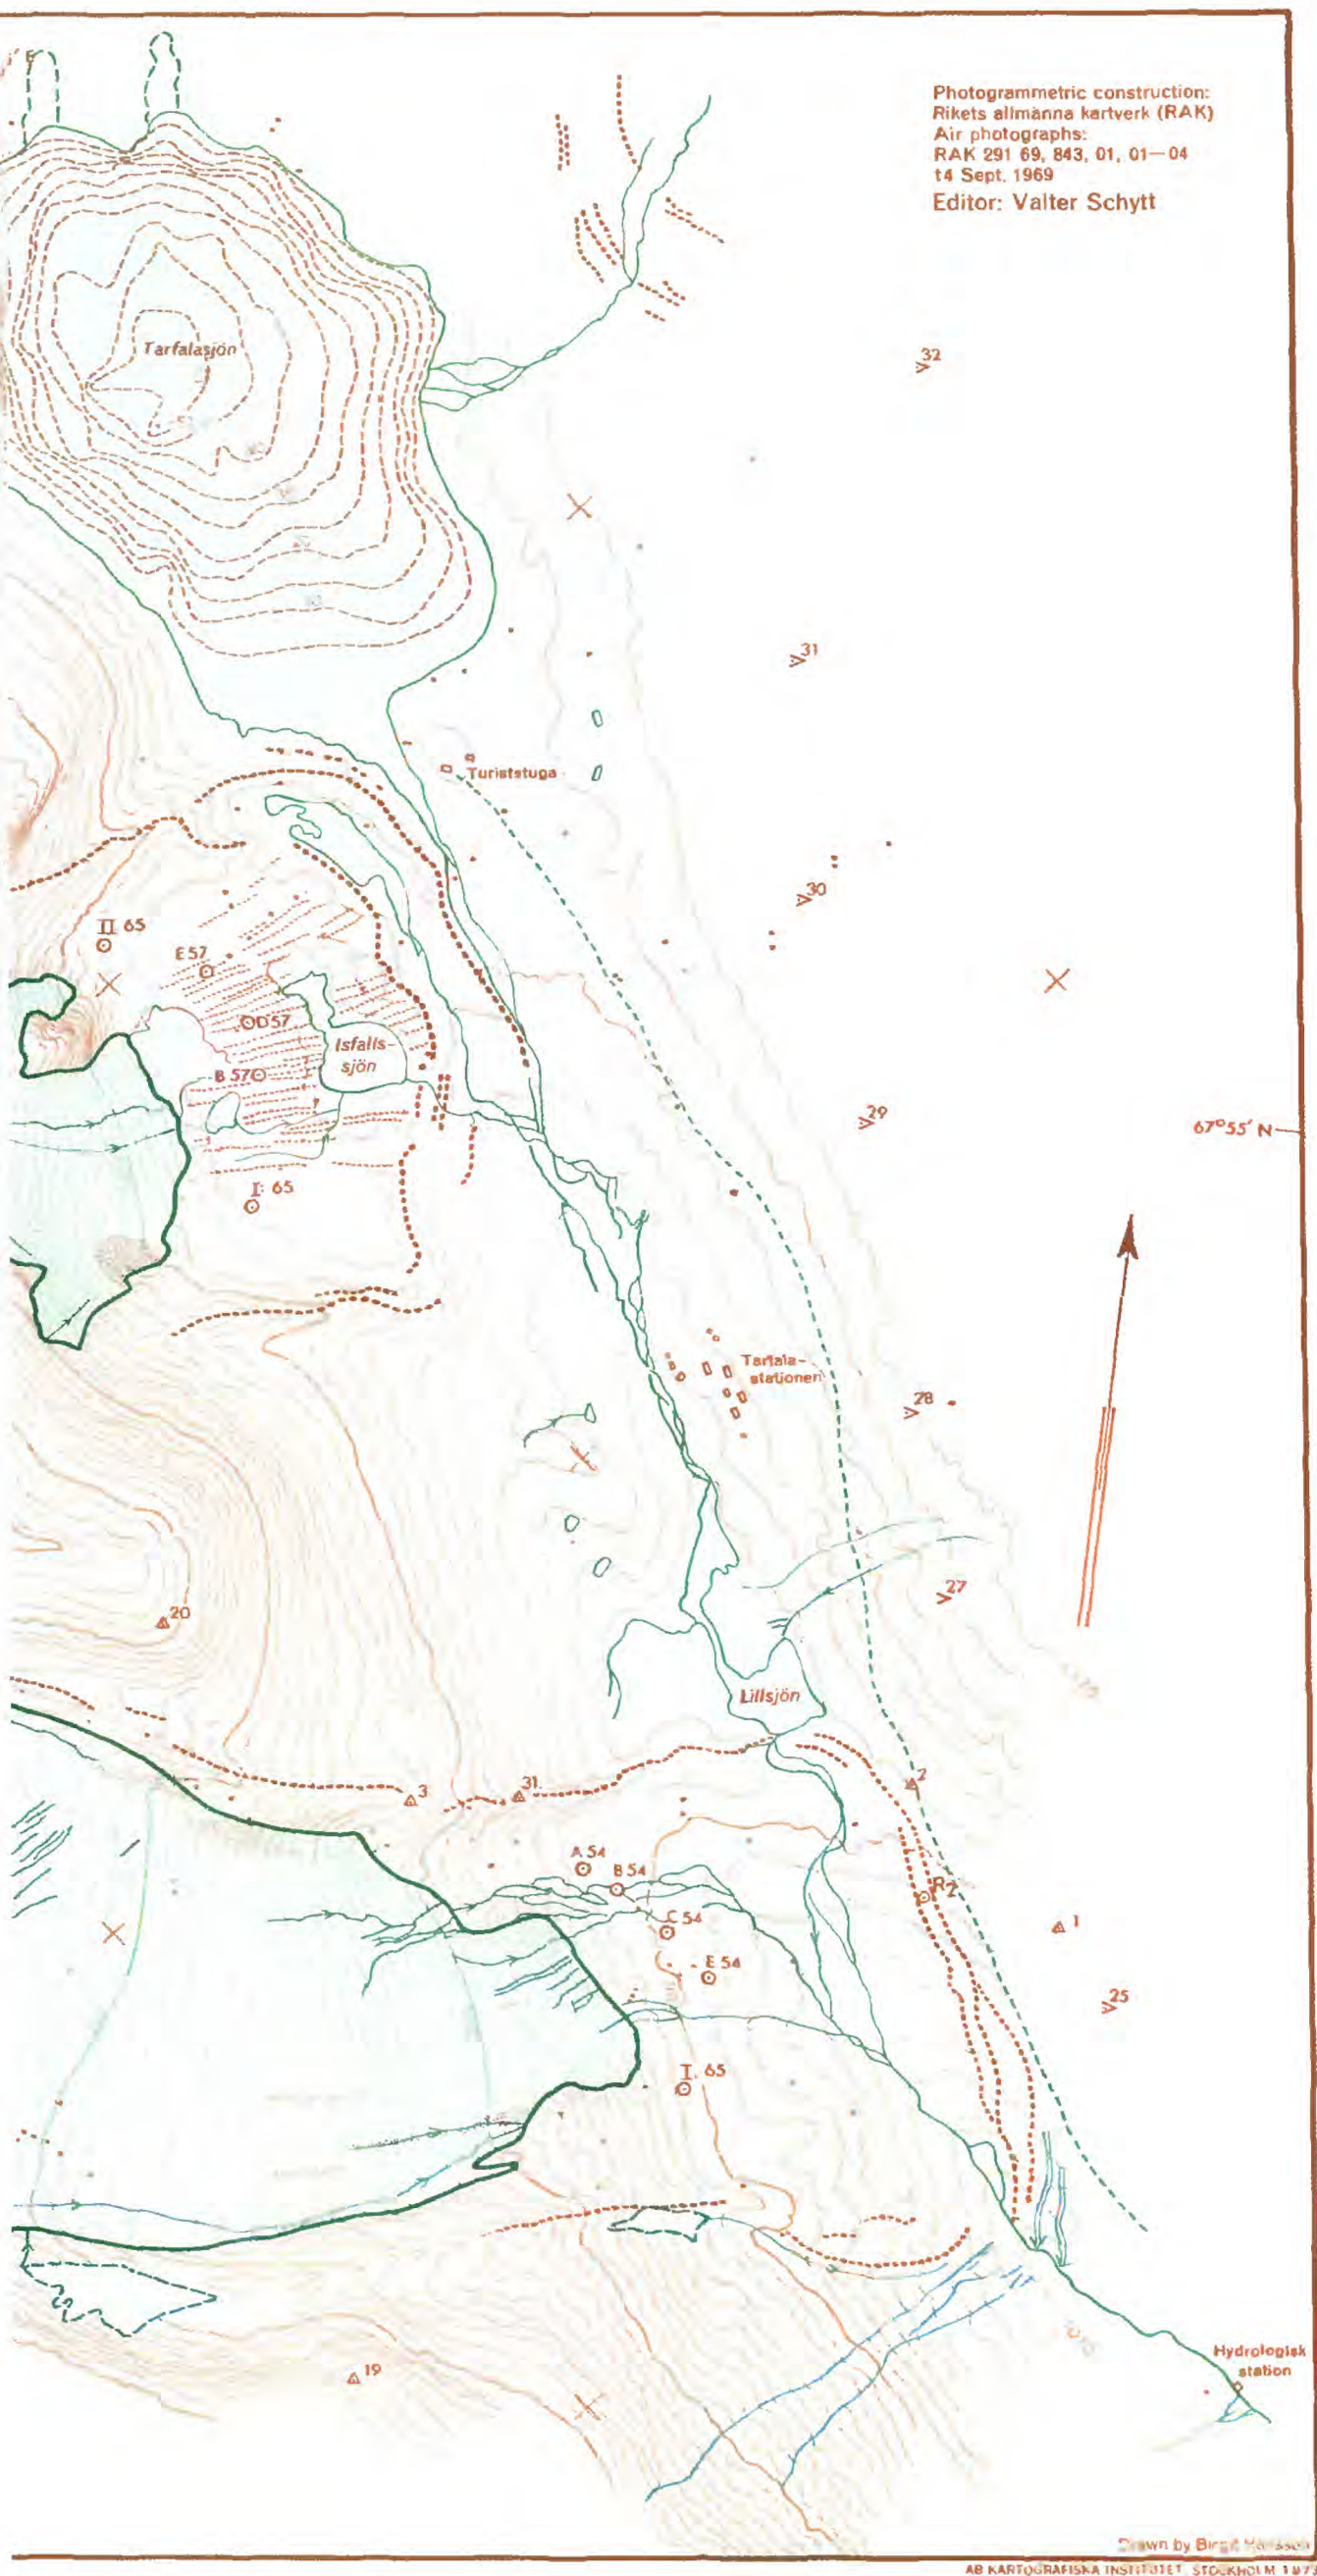 Photogrammetric construction:
Rikets allmänna kartverk (RAK)
Air photographs:
RAK 291 69, 843, 01, 01—04
14 Sept. 1969
Editor: Valter Schytt
Tarfalasjön
32
31
Turiststuga
30
II 65
E 57
D 57
Isfalls-
sjön
B 57
29
67°55′ N
I: 65
Tarfala-
stationen
28
27
20
Lillsjön
2
3
31
A 54
B 54
R2
C 54
1
E 54
25
I. 65
Hydrologisk
station
19
Drawn by Birgit
AB KARTOGRAFISKA INSTITUTET, STOCKHOLM 1973